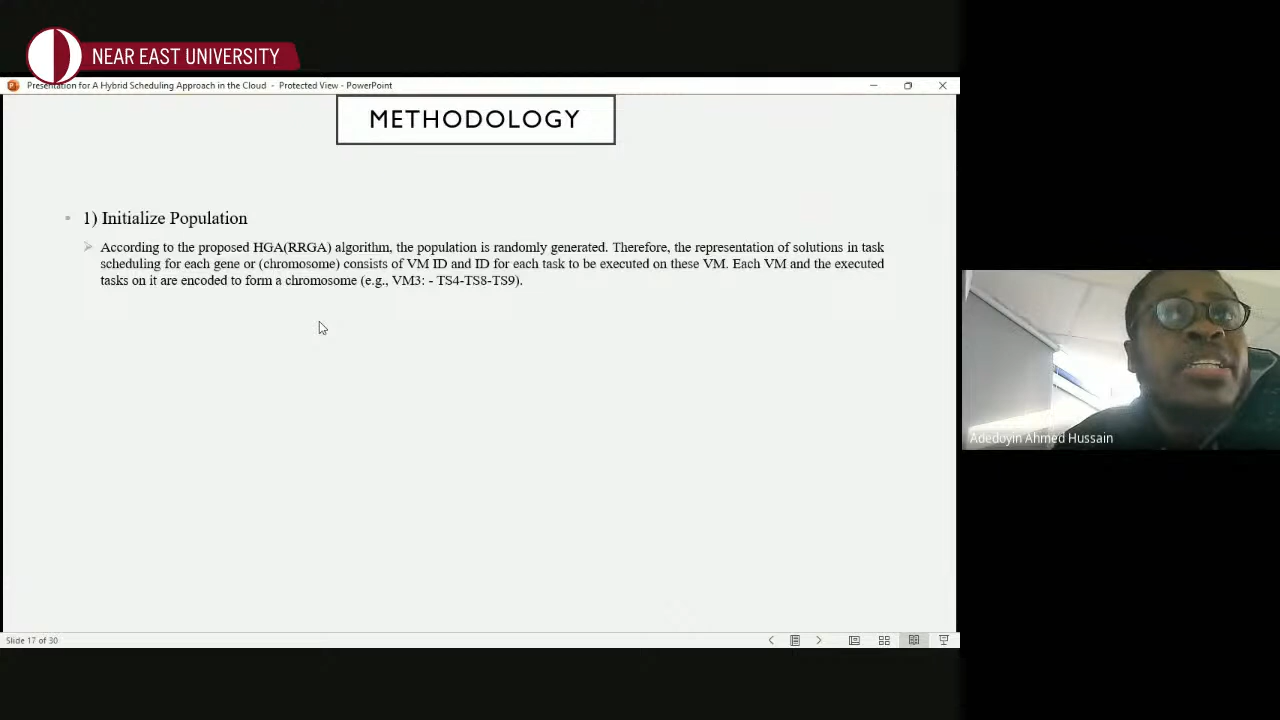 NEAR EAST UNIVERSITY
Presentation for A Hybrid Scheduling Approach in the Cloud - Protected View - PowerPoint
METHODOLOGY
1) Initialize Population
According to the proposed HGA(RRGA) algorithm, the population is randomly generated. Therefore, the representation of solutions in task
scheduling for each gene or (chromosome) consists of VM ID and ID for each task to be executed on these VM. Each VM and the executed
tasks on it are encoded to form a chromosome (e.g., VM3: - TS4-TS8-TS9).
Adedoyin Ahmed Hussain
Slide 17 of 30